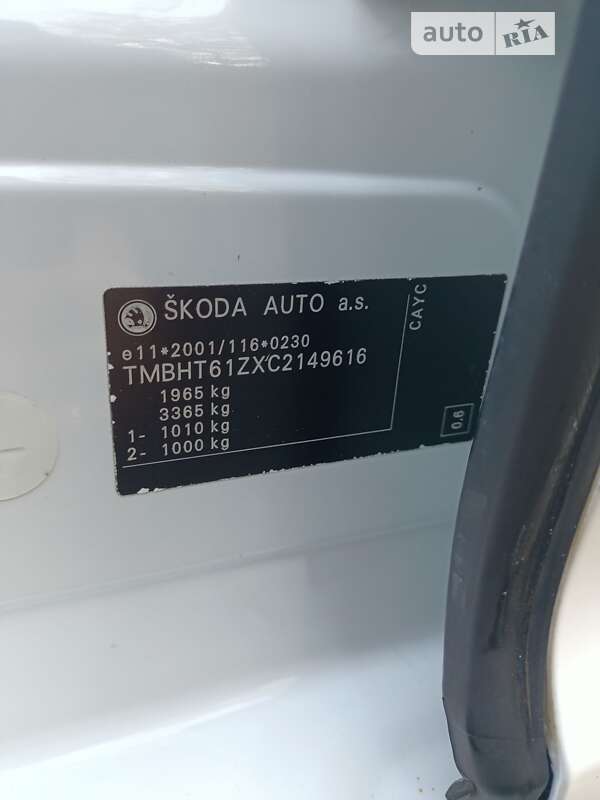 auto RIA
ŠKODA AUTO a.s.
e11*2001/116*0230
TMBHT61ZXC2149616
1965 kg
3365 kg
1- 1010 kg
2- 1000 kg
CAYC
0.6